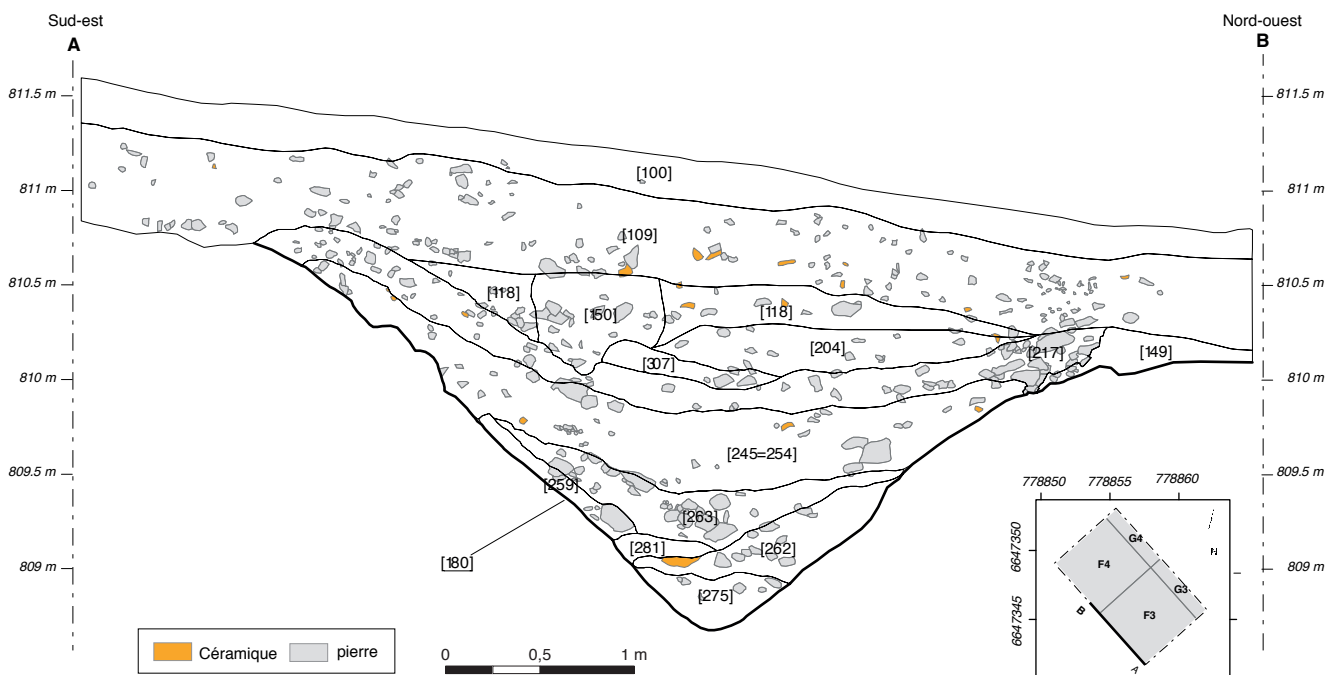 Sud-est
Nord-ouest
A
B
811.5 m
811.5 m
[100]
811 m
811 m
[109]
810.5 m
810.5 m
[118]
[150]
[118]
[204]
[217]
[149]
[307]
810 m
810 m
[245=254]
809.5 m
809.5 m
[259]
[263]
[281]
[262]
[180]
809 m
809 m
[275]
778850
778855
778860
6647350
6647345
G4
F4
G3
F3
N
B
A
Céramique
pierre
0
0,5
1 m